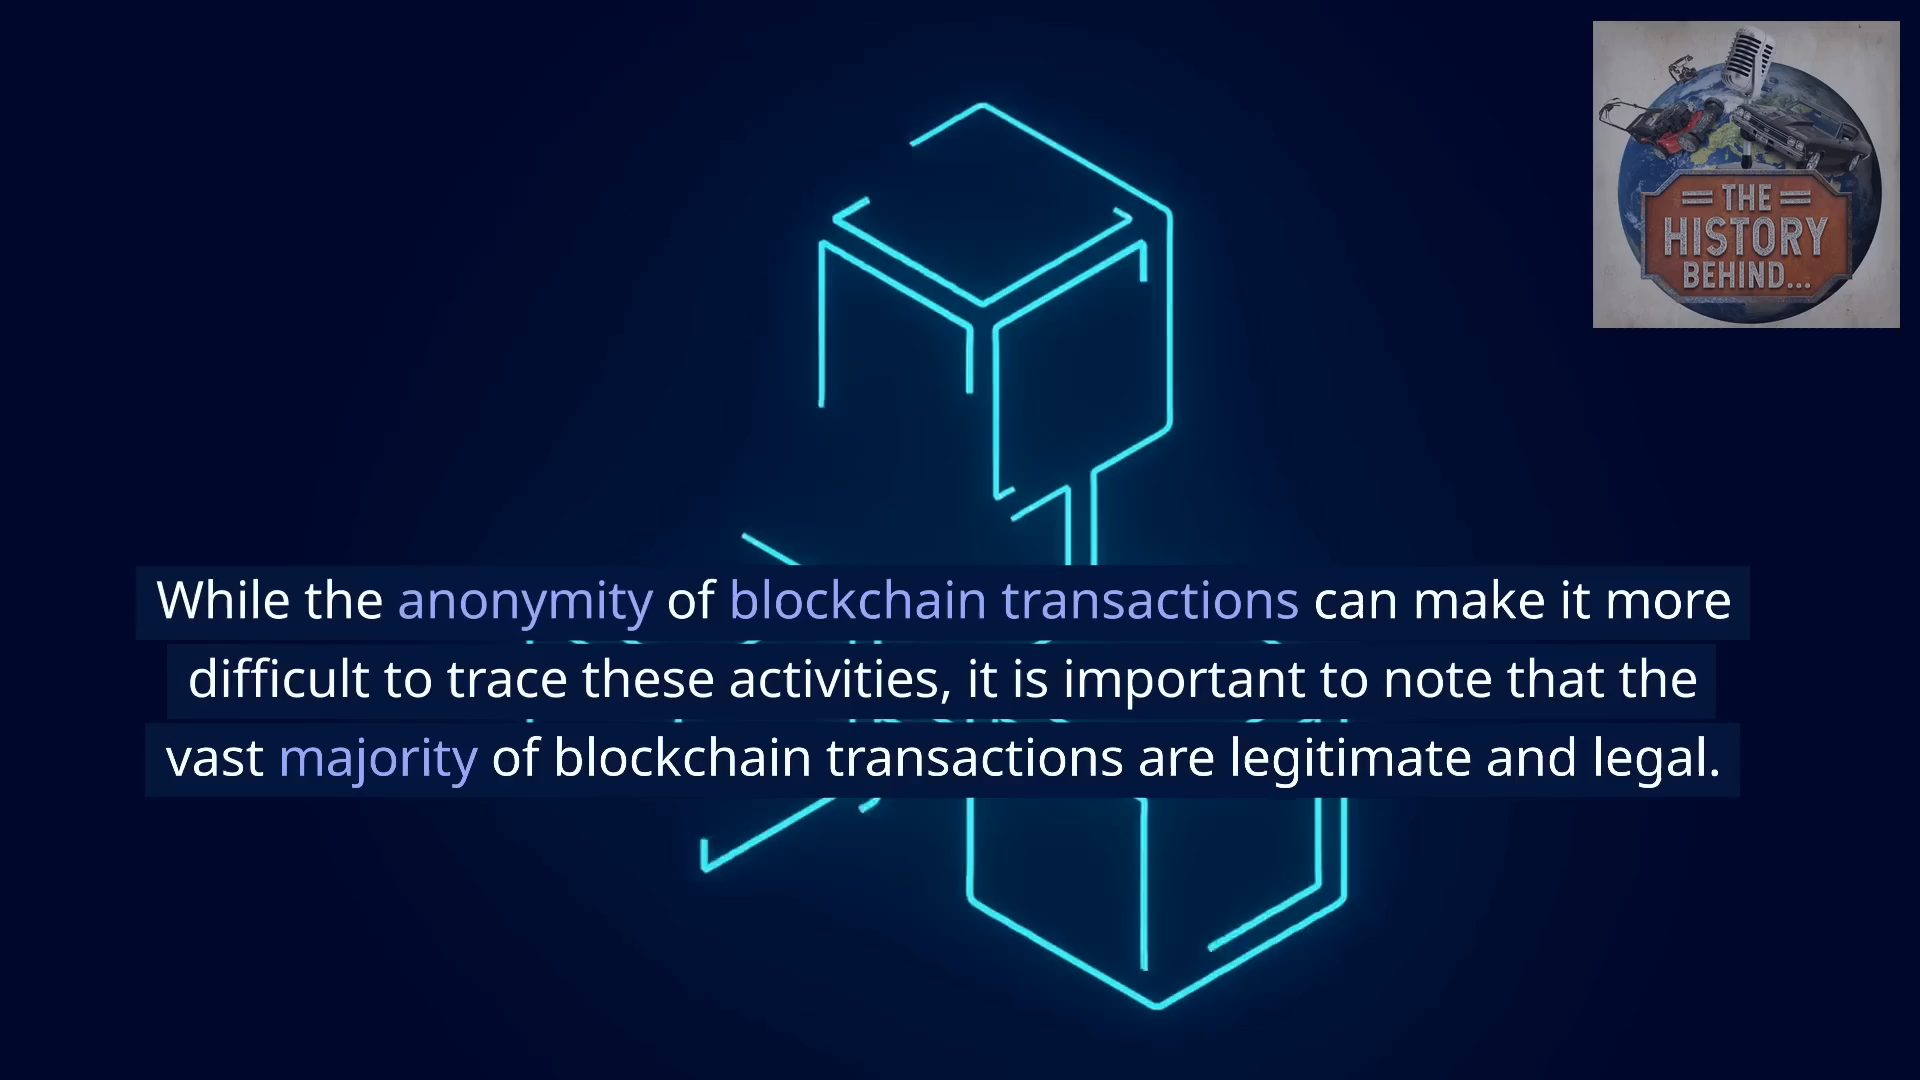 THE
HISTORY
BEHIND...
While the anonymity of blockchain transactions can make it more
difficult to trace these activities, it is important to note that the
vast majority of blockchain transactions are legitimate and legal.